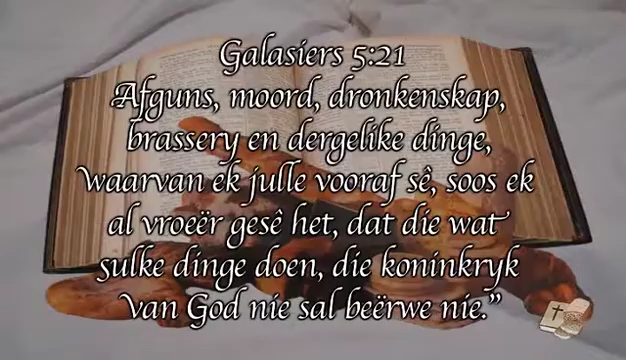 Galasiers 5:21
Afguns, moord, dronkenskap,
brassery en dergelike dinge,
waarvan ek julle vooraf sê, soos ek
al vroeër gesê het, dat die wat
sulke dinge doen, die koninkryk
van God nie sal beërwe nie.”